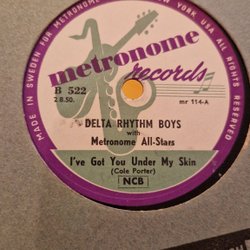 MADE IN SWEDEN FOR METRONOME
NEW YORK USA. ALL RIGHTS RESERVED
metronome
records
B 522
2.8.50.
mr 114-A
DELTA RHYTHM BOYS
with
Metronome All-Stars
I've Got You Under My Skin
(Cole Porter)
NCB